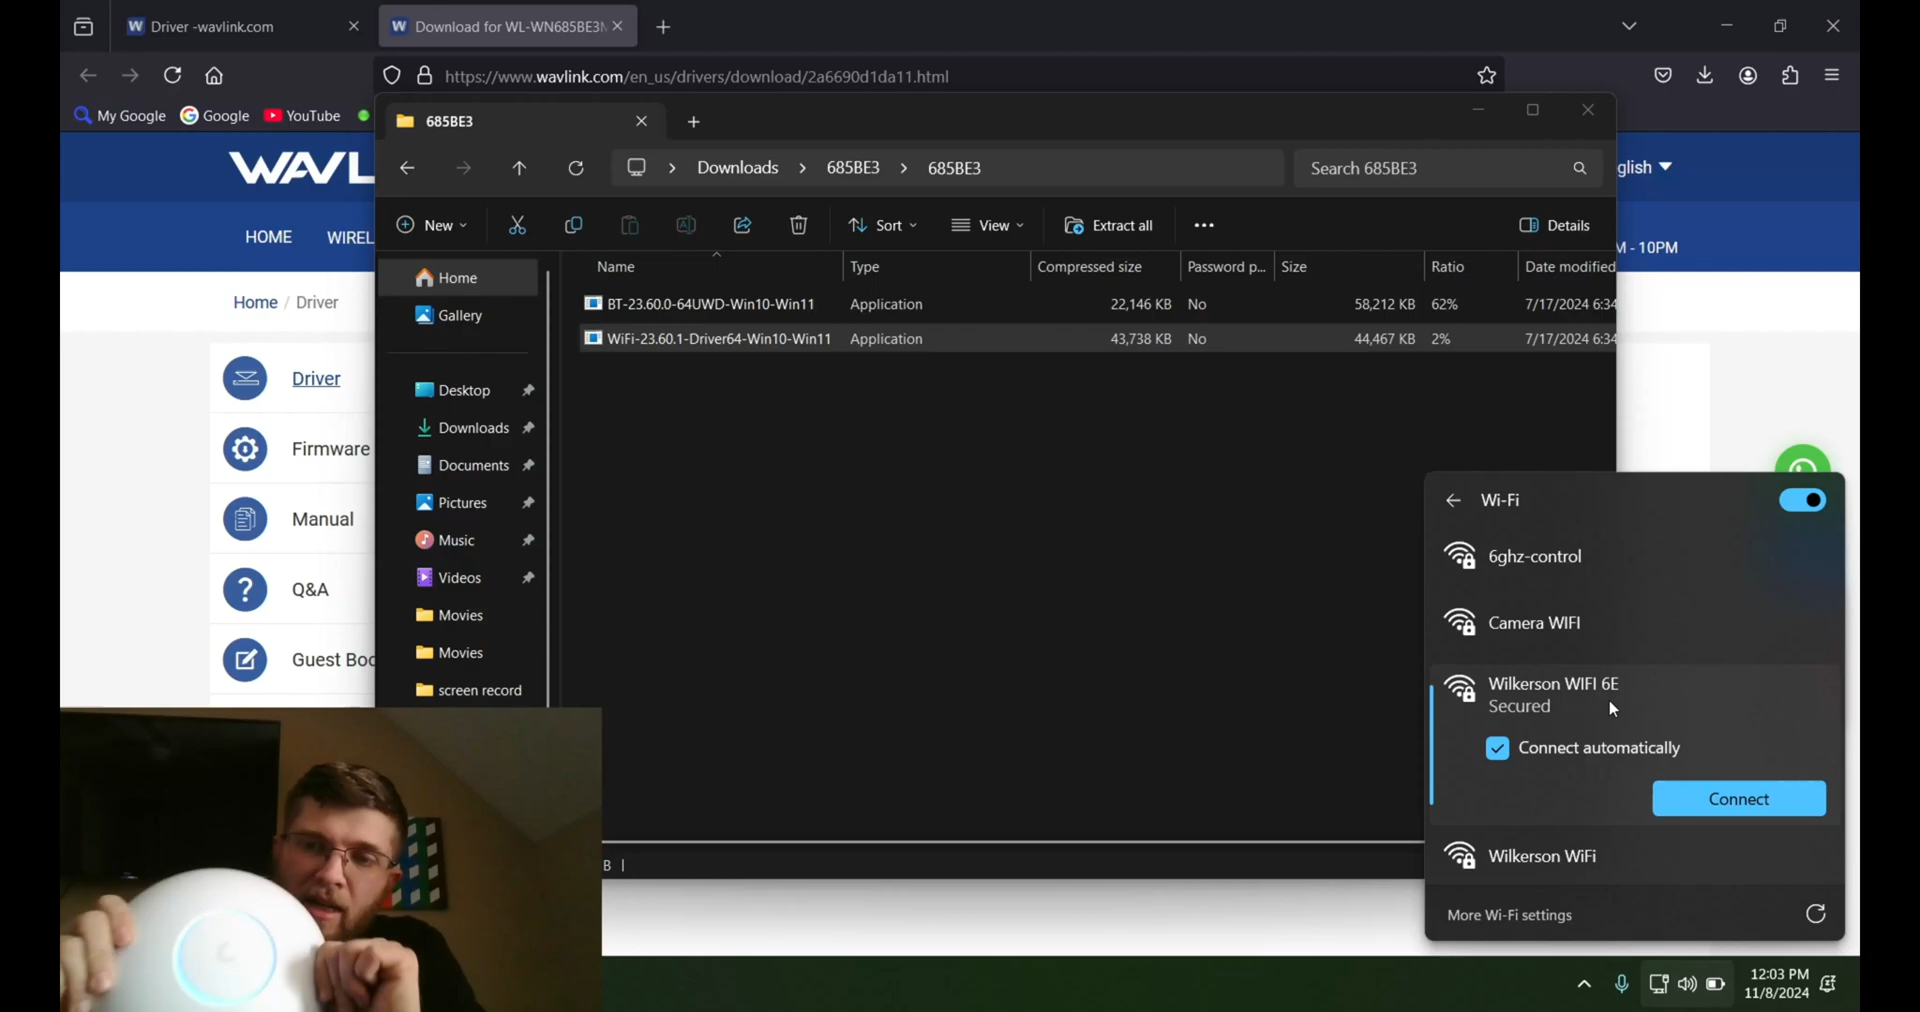 Driver -wavlink.com
Download for WL-WN685BE3M
https://www.wavlink.com/en_us/drivers/download/2a6690d1da11.html
My Google
Google
YouTube
685BE3
Downloads > 685BE3 > 685BE3
Search 685BE3
New
Sort
View
Extract all
Details
WAVL
glish
HOME
WIREL
M - 10PM
Home / Driver
Driver
Firmware
Manual
Q&A
Guest Boo
Home
Gallery
Desktop
Downloads
Documents
Pictures
Music
Videos
Movies
Movies
screen record
Name Type Compressed size Password p... Size Ratio Date modified
BT-23.60.0-64UWD-Win10-Win11 Application 22,146 KB No 58,212 KB 62% 7/17/2024 6:34
WiFi-23.60.1-Driver64-Win10-Win11 Application 43,738 KB No 44,467 KB 2% 7/17/2024 6:34
B
Wi-Fi
6ghz-control
Camera WIFI
Wilkerson WIFI 6E
Secured
Connect automatically
Connect
Wilkerson WiFi
More Wi-Fi settings
12:03 PM
11/8/2024